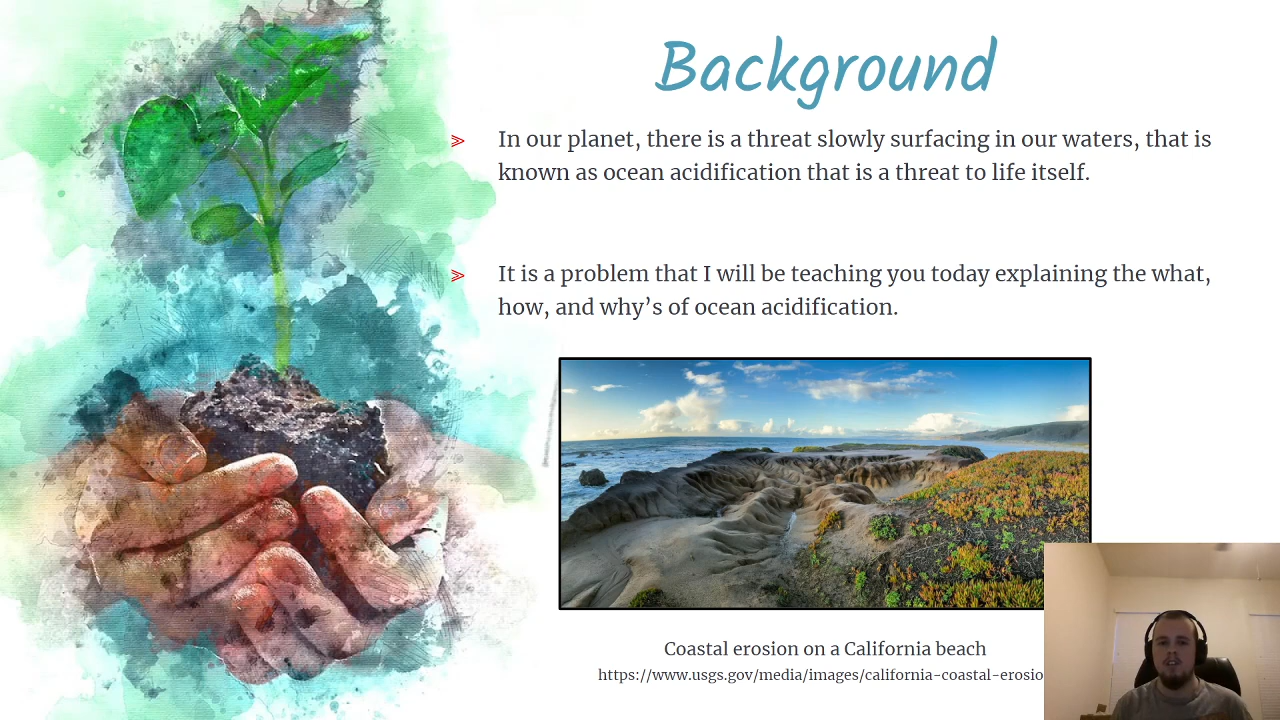 Background
In our planet, there is a threat slowly surfacing in our waters, that is
known as ocean acidification that is a threat to life itself.
It is a problem that I will be teaching you today explaining the what,
how, and why’s of ocean acidification.
Coastal erosion on a California beach
https://www.usgs.gov/media/images/california-coastal-erosio